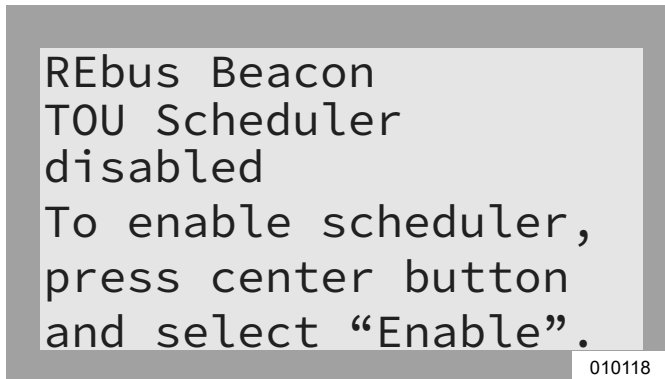 REbus Beacon
TOU Scheduler
disabled
To enable scheduler,
press center button
and select “Enable”.
010118